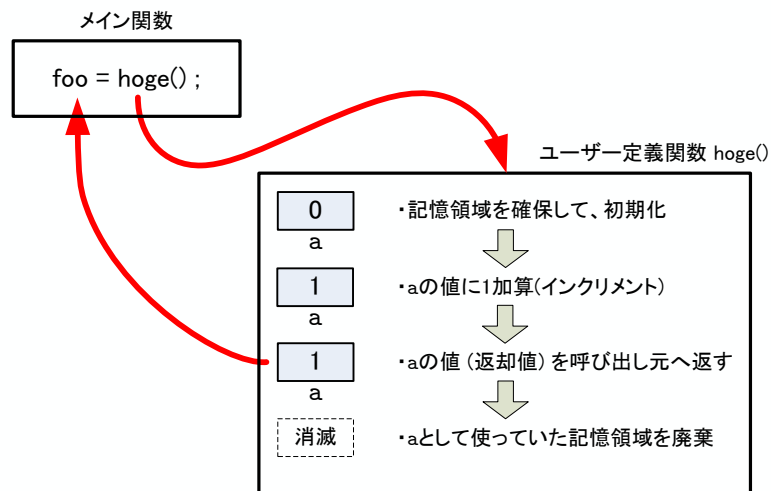 メイン関数
foo = hoge() ;
ユーザー定義関数 hoge()
0
a
・記憶領域を確保して、初期化
1
a
・aの値に1加算(インクリメント)
1
a
・aの値 (返却値) を呼び出し元へ返す
消滅
・aとして使っていた記憶領域を廃棄